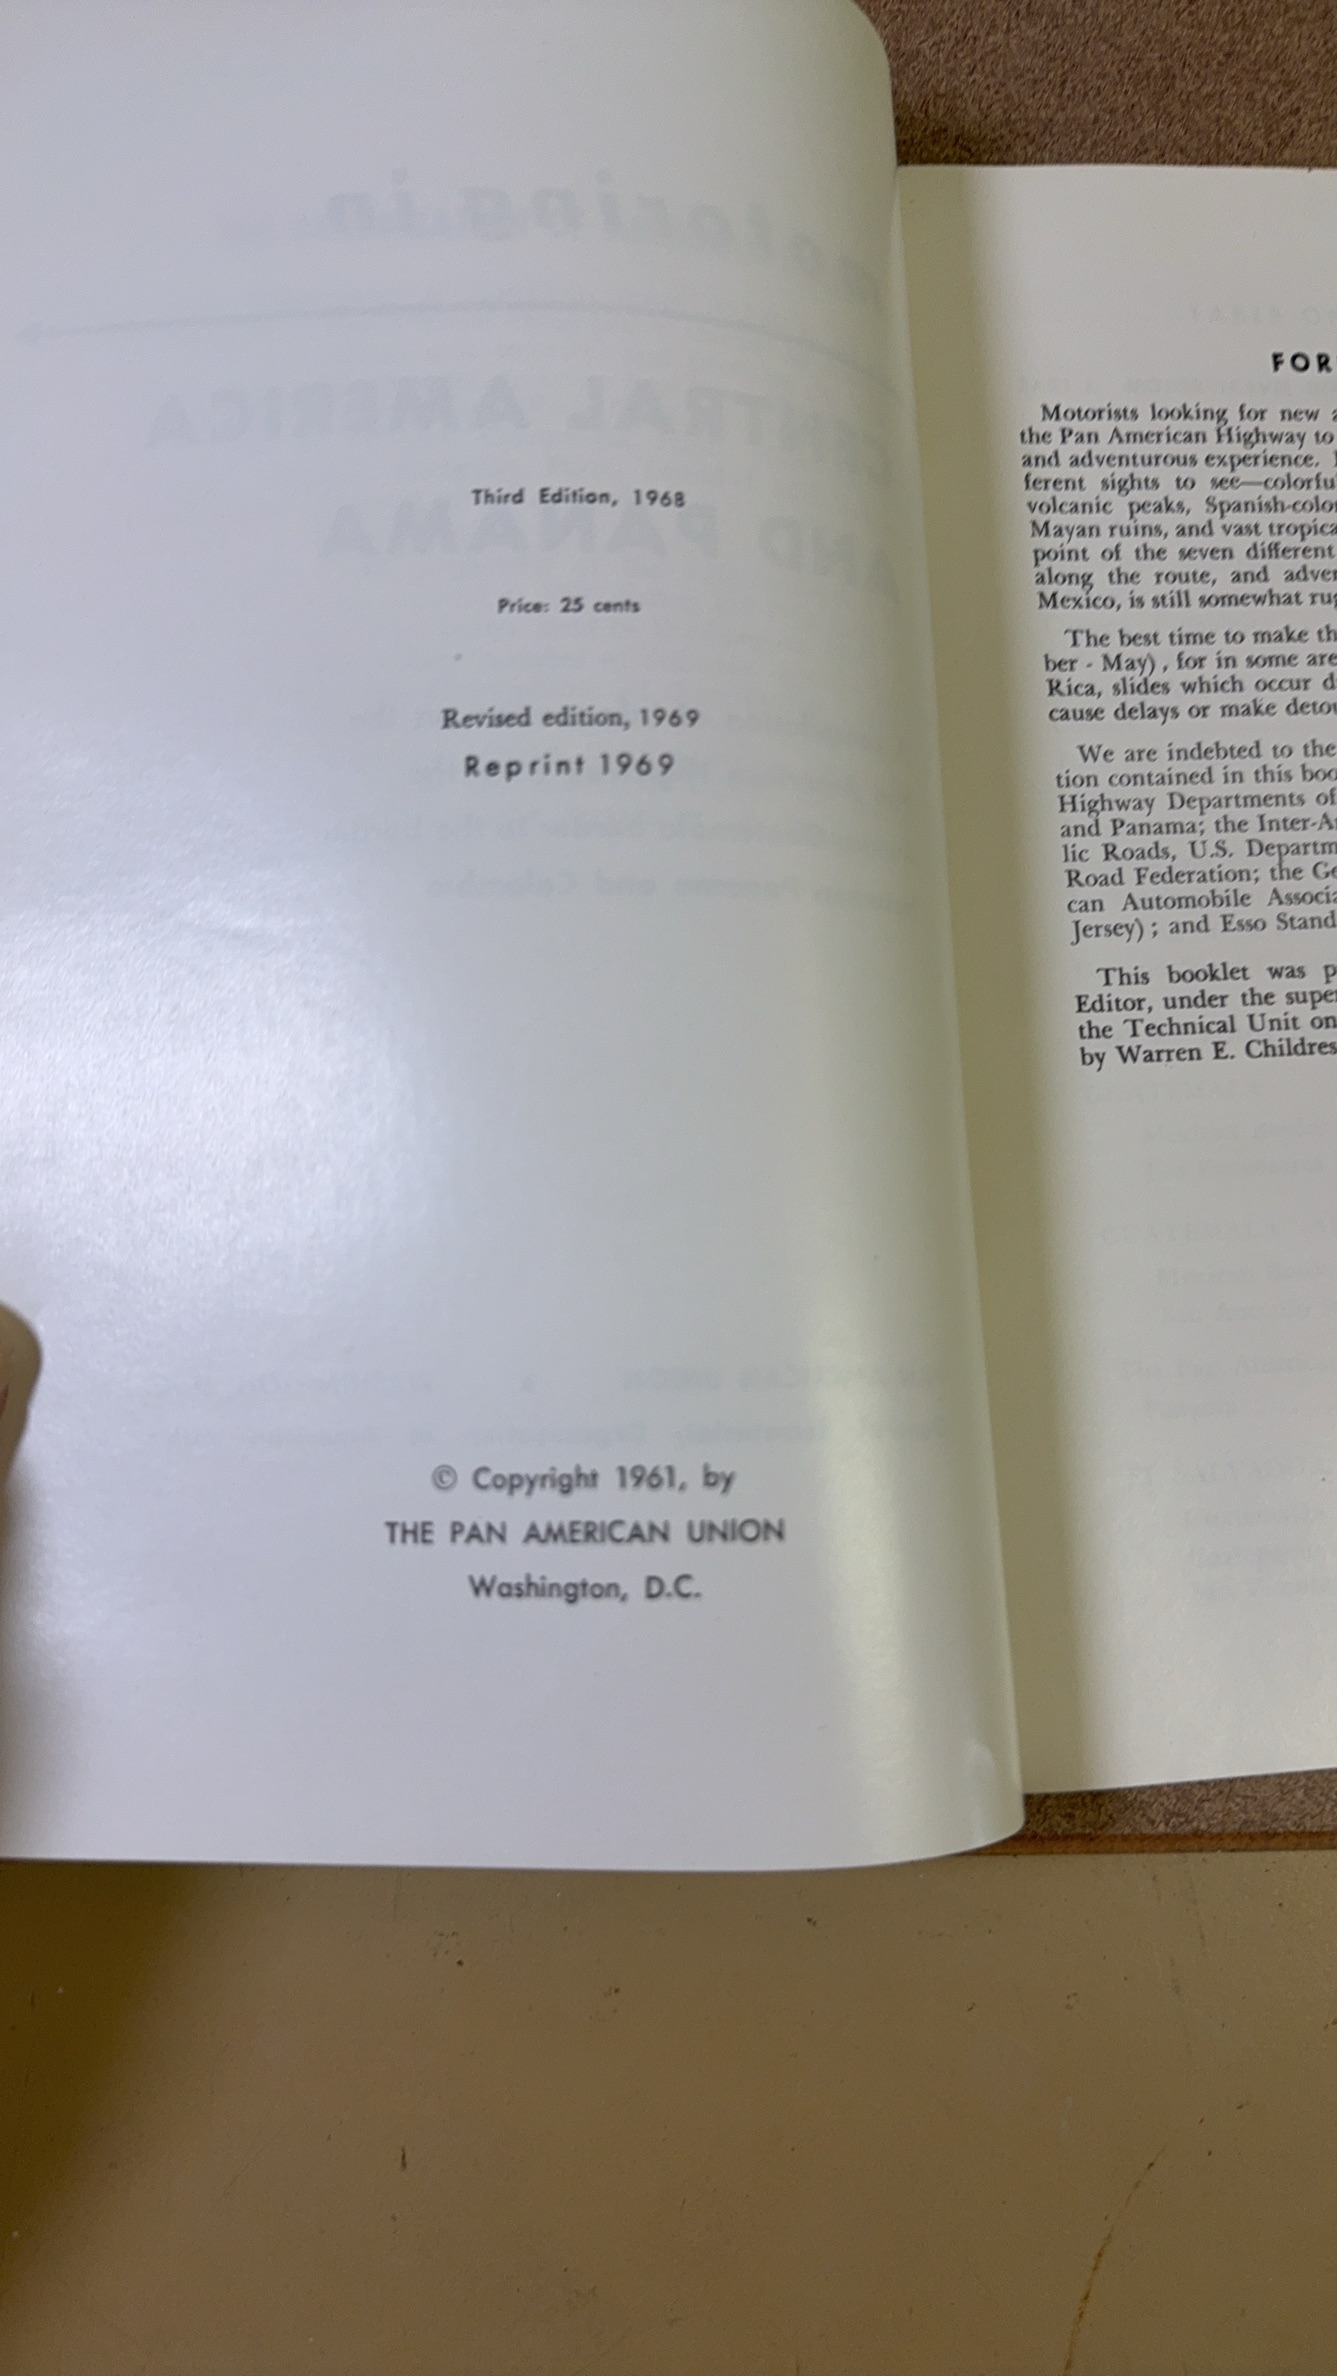 Third Edition, 1968
Price: 25 cents
Revised edition, 1969
Reprint 1969
© Copyright 1961, by
THE PAN AMERICAN UNION
Washington, D.C.
FOR
Motorists looking for new
the Pan American Highway to
and adventurous experience.
ferent sights to see—colorfu
volcanic peaks, Spanish-colo
Mayan ruins, and vast tropica
point of the seven different
along the route, and adver
Mexico, is still somewhat rug
The best time to make th
ber - May), for in some are
Rica, slides which occur d
cause delays or make detou
We are indebted to the
tion contained in this boo
Highway Departments of
and Panama; the Inter-A
lic Roads, U.S. Departm
Road Federation; the Ge
can Automobile Associa
Jersey); and Esso Stand
This booklet was p
Editor, under the super
the Technical Unit on
by Warren E. Childres